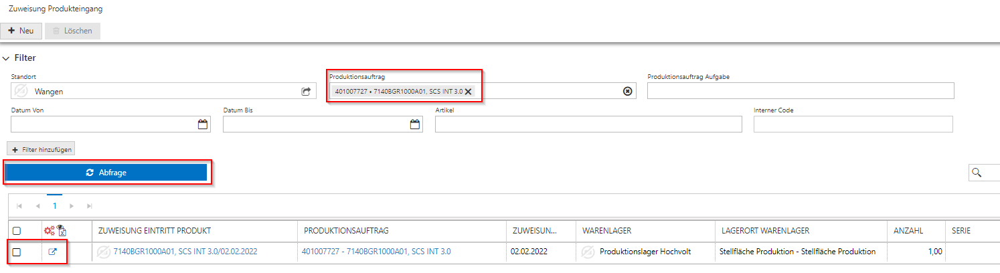 Zuweisung Produkteingang
Neu Löschen
Filter
Standort Produktionsauftrag Produktionsauftrag Aufgabe
Wangen 401007727 • 7140BGR1000A01, SCS INT 3.0
Datum Von Datum Bis Artikel Interner Code
+ Filter hinzufügen
Abfrage
1
ZUWEISUNG EINTRITT PRODUKT PRODUKTIONSAUFTRAG ZUWEISUN... WARENLAGER LAGERORT WARENLAGER ANZAHL SERIE
7140BGR1000A01, SCS INT 3.0/02.02.2022 401007727 - 7140BGR1000A01, SCS INT 3.0 02.02.2022 Produktionslager Hochvolt Stellfläche Produktion - Stellfläche Produktion 1,00